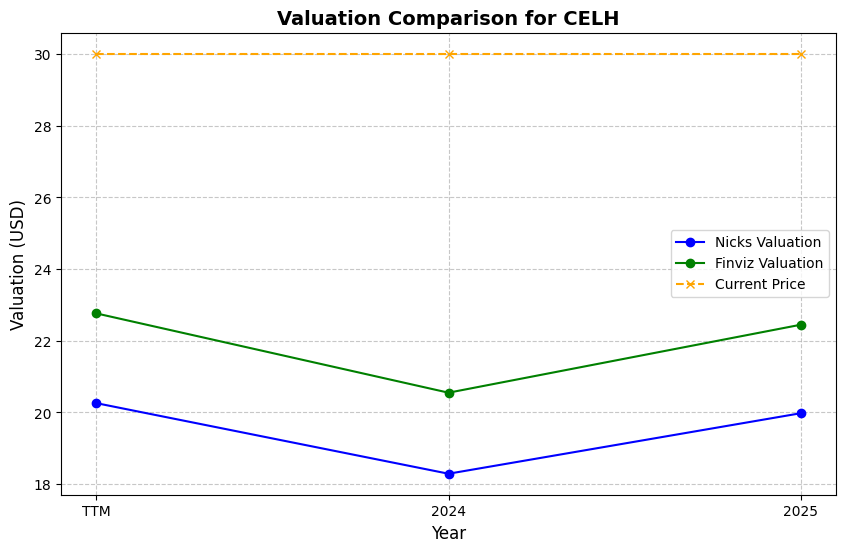 Valuation Comparison for CELH
Valuation (USD)
30
28
26
24
22
20
18
Nicks Valuation
Finviz Valuation
Current Price
TTM
2024
2025
Year